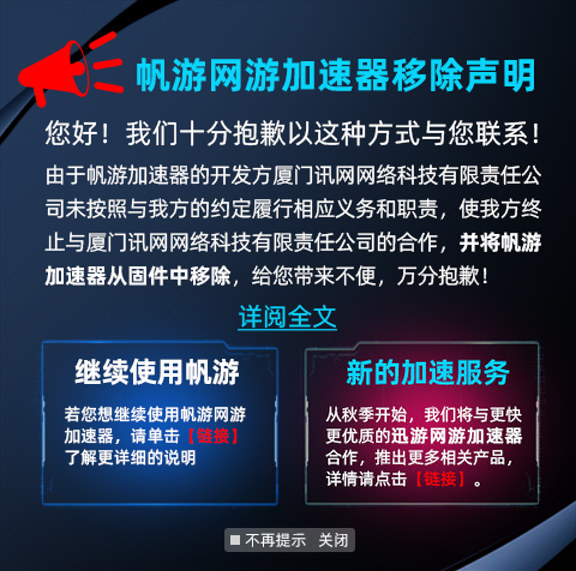 帆游网游加速器移除声明
您好！我们十分抱歉以这种方式与您联系！
由于帆游加速器的开发方厦门讯网网络科技有限责任公
司未按照与我方的约定履行相应义务和职责，使我方终
止与厦门讯网网络科技有限责任公司的合作，并将帆游
加速器从固件中移除，给您带来不便，万分抱歉！
详阅全文
继续使用帆游
若您想继续使用帆游网游
加速器，请单击【链接】
了解更详细的说明
新的加速服务
从秋季开始，我们将与更快
更优质的迅游网游加速器
合作，推出更多相关产品，
详情请点击【链接】。
不再提示 关闭